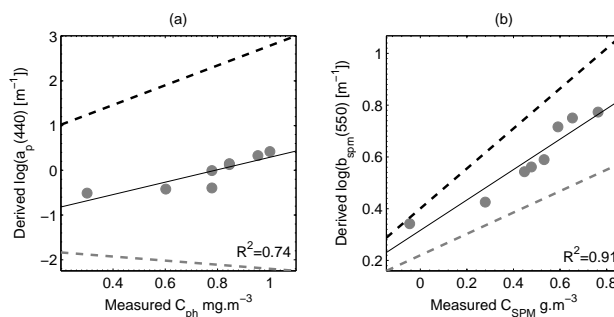 (a)
(b)
Derived log(a_p(440) [m⁻¹])
3
2
1
0
−1
−2
R²=0.74
0.4
0.6
0.8
1
Measured C_ph mg.m⁻³
Derived log(b_spm(550) [m⁻¹])
1
0.8
0.6
0.4
0.2
R²=0.91
0
0.2
0.4
0.6
0.8
Measured C_SPM g.m⁻³